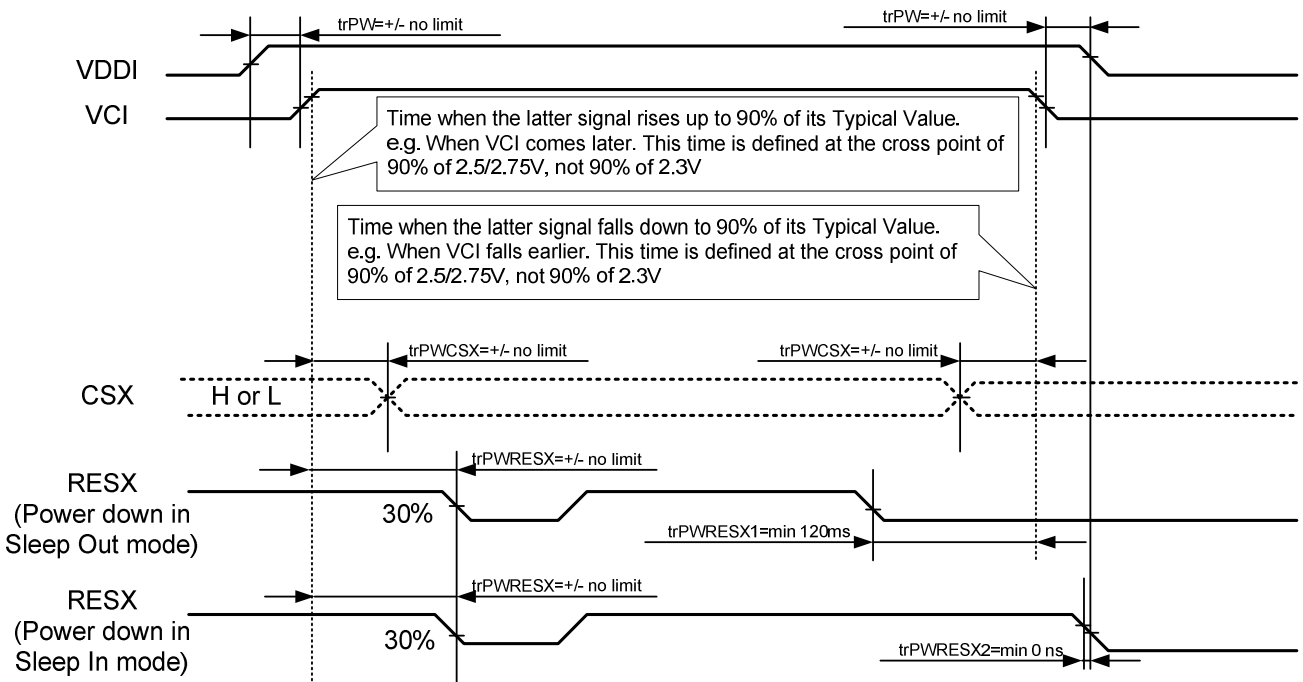 trPW=+/- no limit
trPW=+/- no limit
VDDI
VCI
Time when the latter signal rises up to 90% of its Typical Value.
e.g. When VCI comes later. This time is defined at the cross point of
90% of 2.5/2.75V, not 90% of 2.3V
Time when the latter signal falls down to 90% of its Typical Value.
e.g. When VCI falls earlier. This time is defined at the cross point of
90% of 2.5/2.75V, not 90% of 2.3V
trPWCSX=+/- no limit
trPWCSX=+/- no limit
CSX
H or L
trPWRESX=+/- no limit
RESX
(Power down in
Sleep Out mode)
30%
trPWRESX1=min 120ms
trPWRESX=+/- no limit
RESX
(Power down in
Sleep In mode)
30%
trPWRESX2=min 0 ns